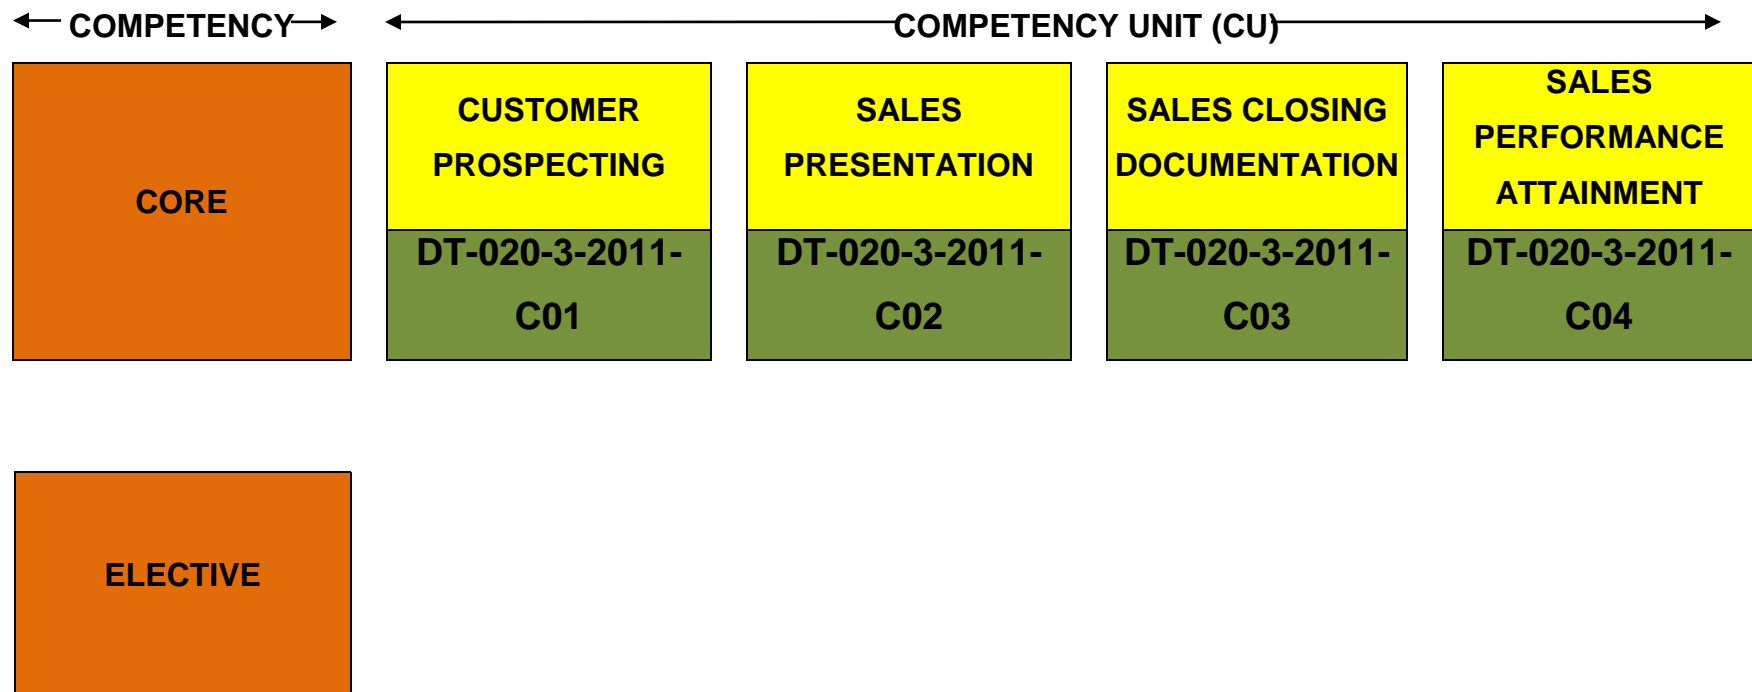 COMPETENCY
COMPETENCY UNIT (CU)
CORE
CUSTOMER
PROSPECTING
DT-020-3-2011-
C01
SALES
PRESENTATION
DT-020-3-2011-
C02
SALES CLOSING
DOCUMENTATION
DT-020-3-2011-
C03
SALES
PERFORMANCE
ATTAINMENT
DT-020-3-2011-
C04
ELECTIVE